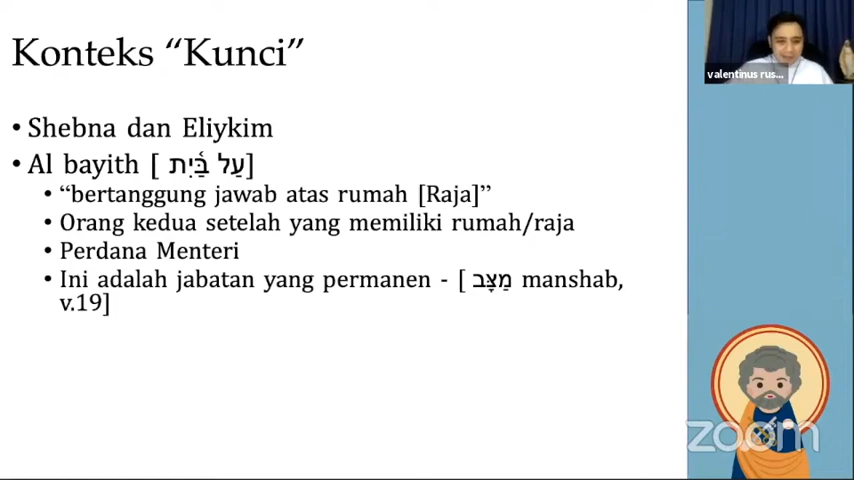 Konteks “Kunci”
• Shebna dan Eliykim
• Al bayith [ עַל בַּ֫יִת]
• “bertanggung jawab atas rumah [Raja]”
• Orang kedua setelah yang memiliki rumah/raja
• Perdana Menteri
• Ini adalah jabatan yang permanen - [ מַצָּב manshab,
v.19]
valentinus rus...
zoom